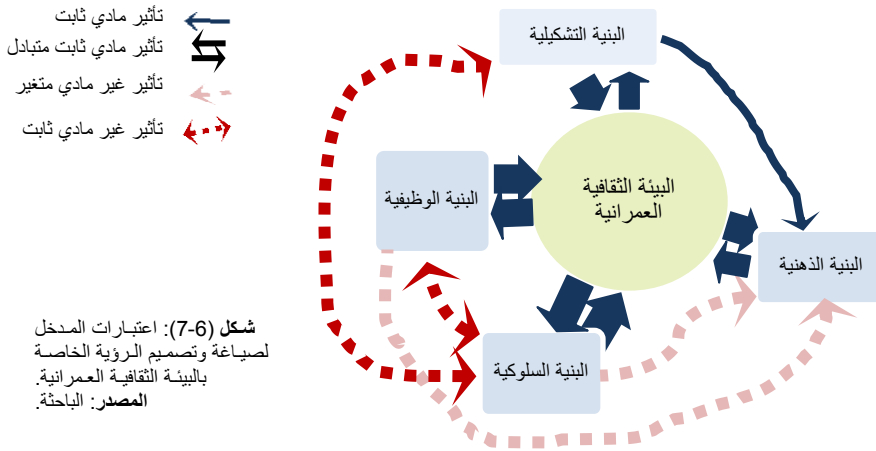 تأثير مادي ثابت
تأثير مادي ثابت متبادل
تأثير غير مادي متغير
تأثير غير مادي ثابت
البنية التشكيلية
البنية الوظيفية
البيئة الثقافية
العمرانية
البنية الذهنية
البنية السلوكية
شكل (6-7): اعتبارات المدخل
لصياغة وتصميم الرؤية الخاصة
بالبيئة الثقافية العمرانية.
المصدر: الباحثة.